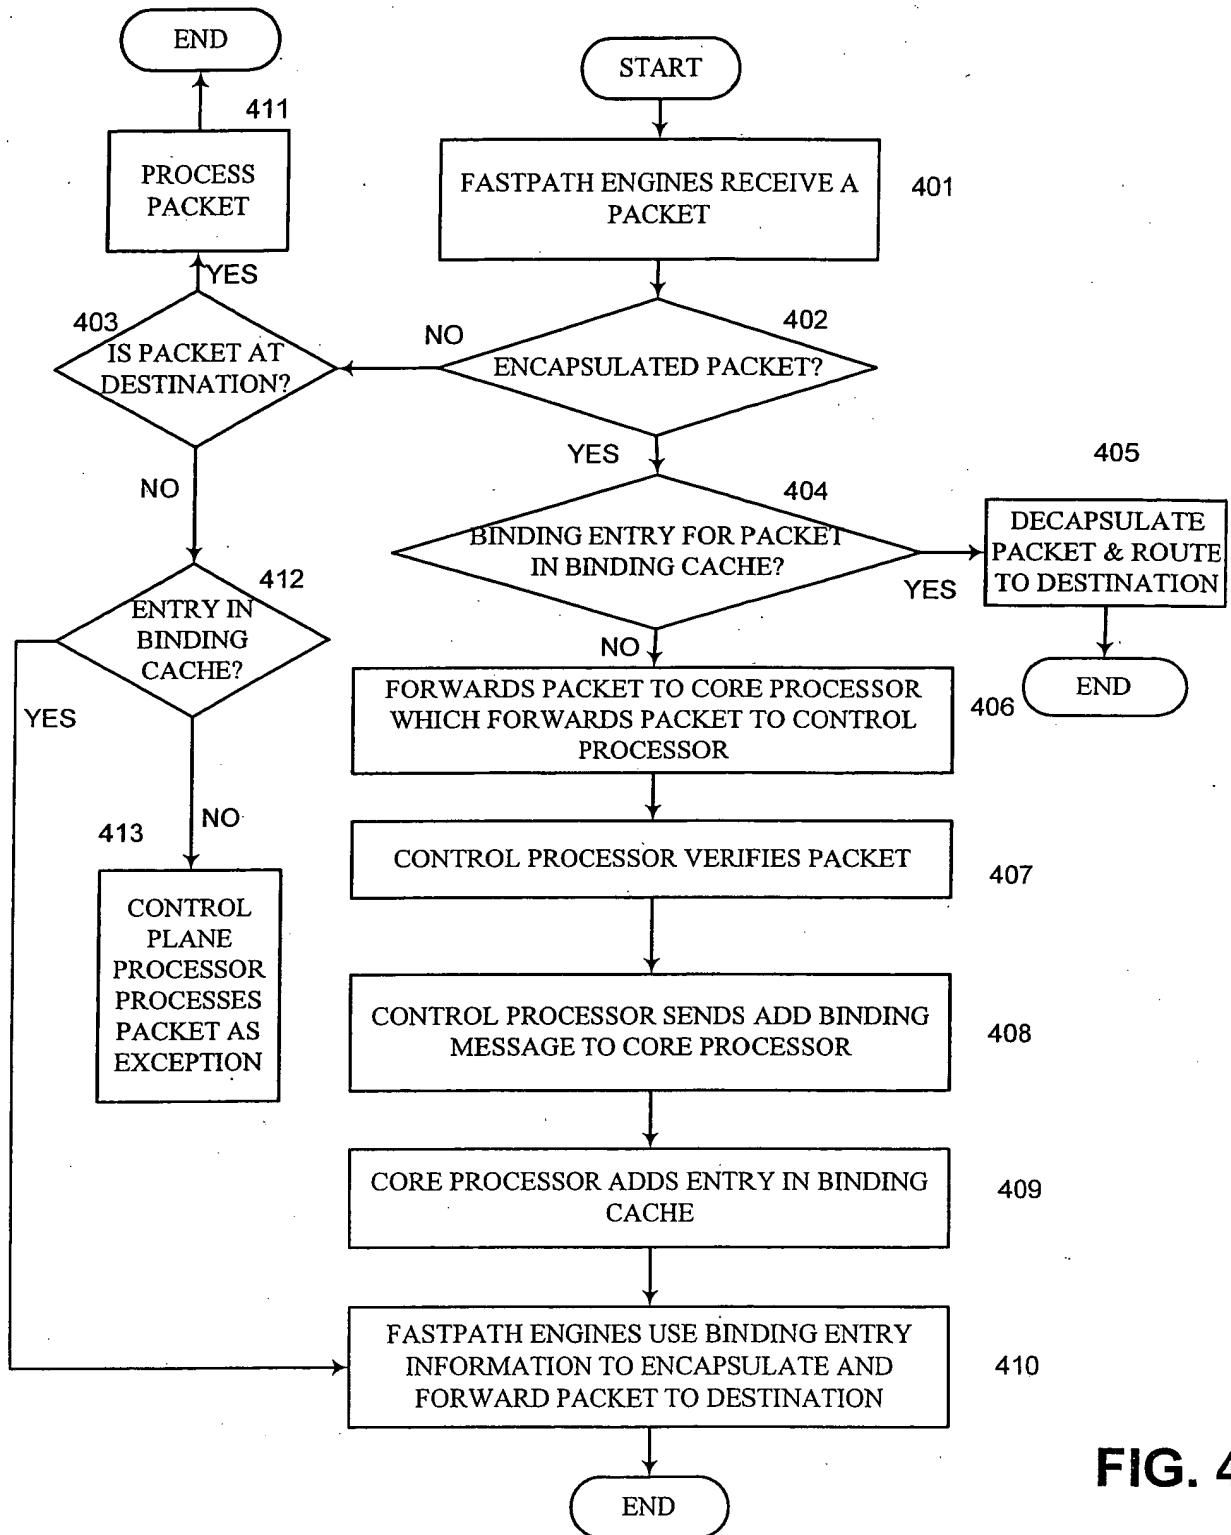 END
START
411
PROCESS
PACKET
FASTPATH ENGINES RECEIVE A
PACKET
401
YES
403
IS PACKET AT
DESTINATION?
NO
402
ENCAPSULATED PACKET?
YES
405
NO
404
BINDING ENTRY FOR PACKET
IN BINDING CACHE?
YES
DECAPSULATE
PACKET & ROUTE
TO DESTINATION
412
ENTRY IN
BINDING
CACHE?
NO
END
YES
FORWARDS PACKET TO CORE PROCESSOR
WHICH FORWARDS PACKET TO CONTROL
PROCESSOR
406
NO
413
CONTROL PROCESSOR VERIFIES PACKET
407
CONTROL
PLANE
PROCESSOR
PROCESSES
PACKET AS
EXCEPTION
CONTROL PROCESSOR SENDS ADD BINDING
MESSAGE TO CORE PROCESSOR
408
CORE PROCESSOR ADDS ENTRY IN BINDING
CACHE
409
FASTPATH ENGINES USE BINDING ENTRY
INFORMATION TO ENCAPSULATE AND
FORWARD PACKET TO DESTINATION
410
END
FIG. 4